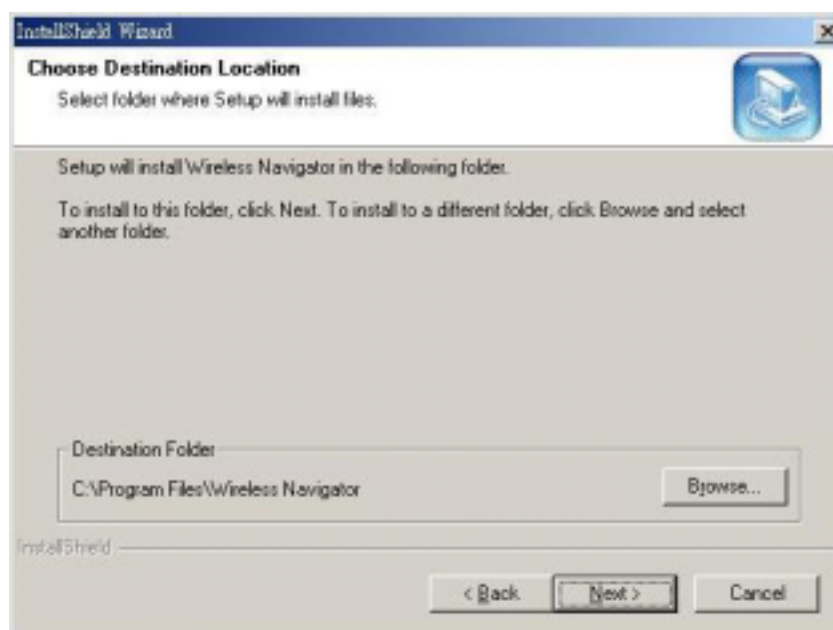 InstallShield Wizard
Choose Destination Location
Select folder where Setup will install files.
Setup will install Wireless Navigator in the following folder.
To install to this folder, click Next. To install to a different folder, click Browse and select
another folder.
Destination Folder
C:\Program Files\Wireless Navigator
Browse...
InstallShield
< Back
Next >
Cancel